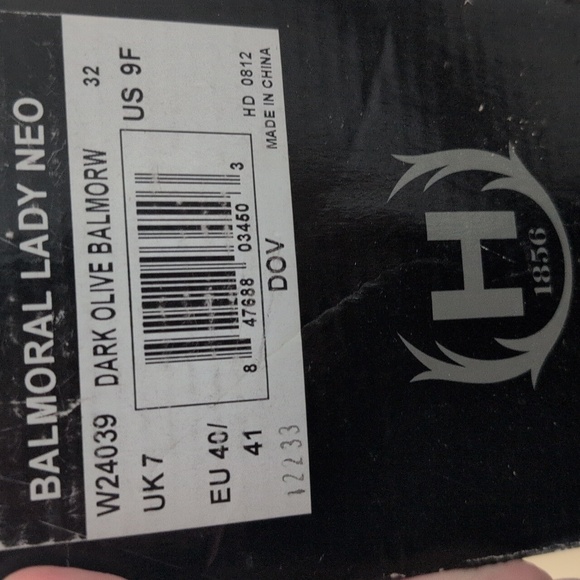 BALMORAL LADY NEO
W24039 DARK OLIVE BALMORW 32
UK 7
US 9F
EU 40/
41
8 47688 03450 3
HD 0812
MADE IN CHINA
DOV
12233
H
1856